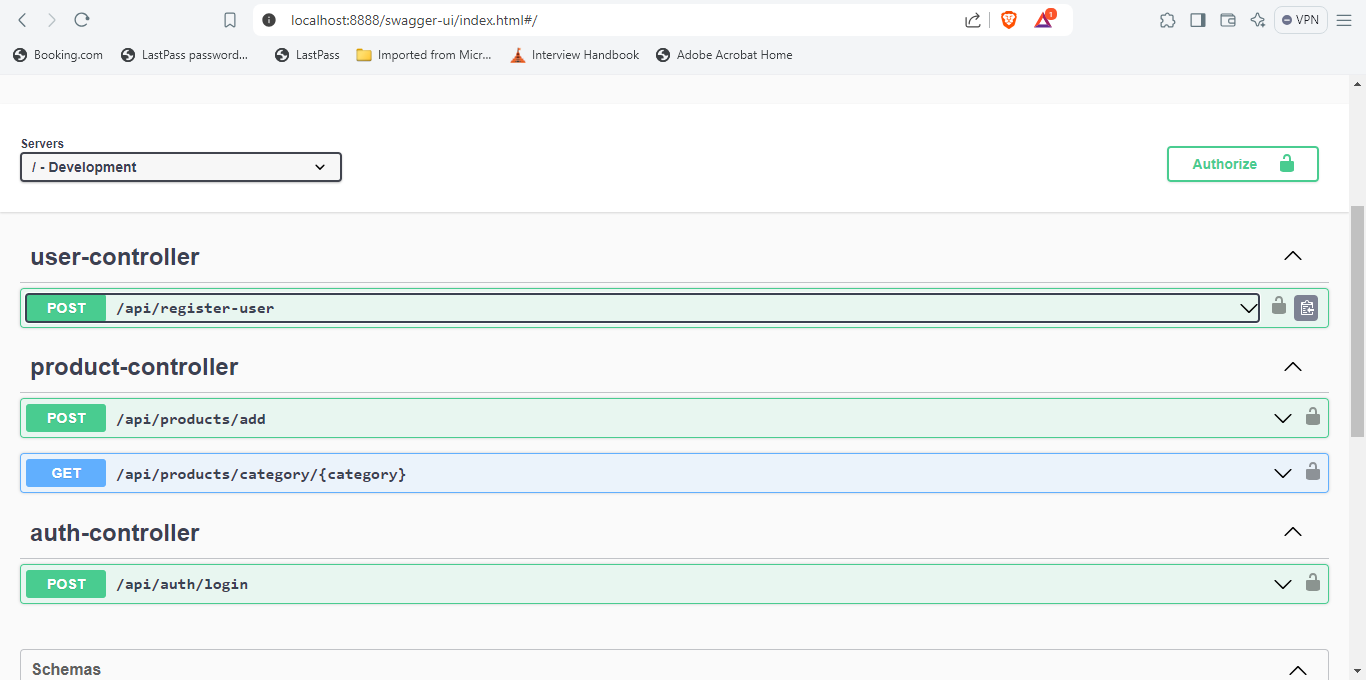 localhost:8888/swagger-ui/index.html#/
1
VPN
Booking.com
LastPass password...
LastPass
Imported from Micr...
Interview Handbook
Adobe Acrobat Home
Servers
/ - Development
Authorize
user-controller
POST /api/register-user
product-controller
POST /api/products/add
GET /api/products/category/{category}
auth-controller
POST /api/auth/login
Schemas